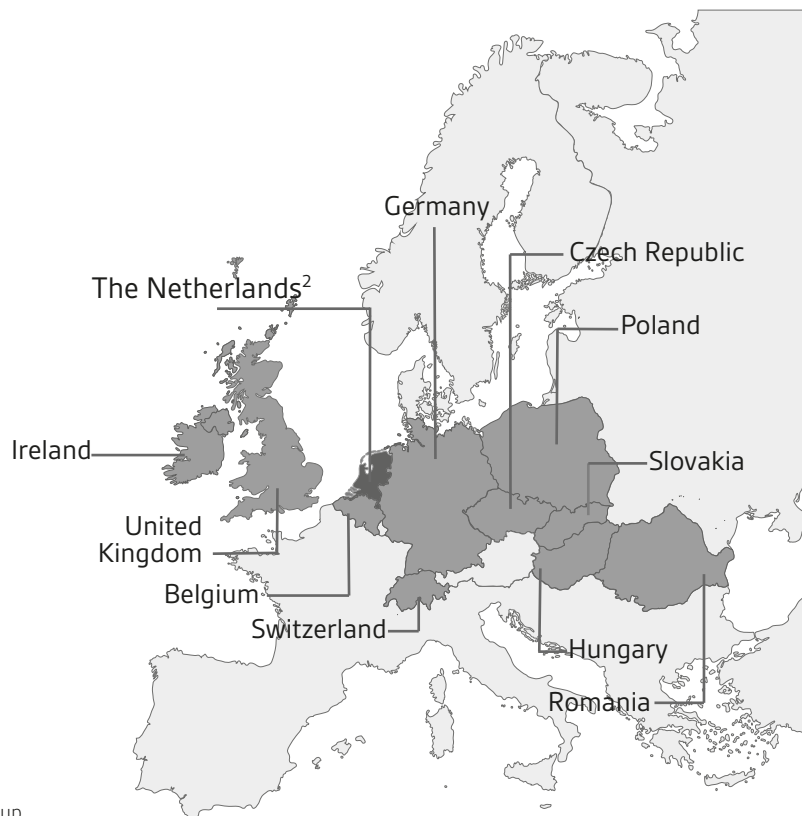 Germany
Czech Republic
The Netherlands²
Poland
Ireland
Slovakia
United
Kingdom
Belgium
Switzerland
Hungary
Romania